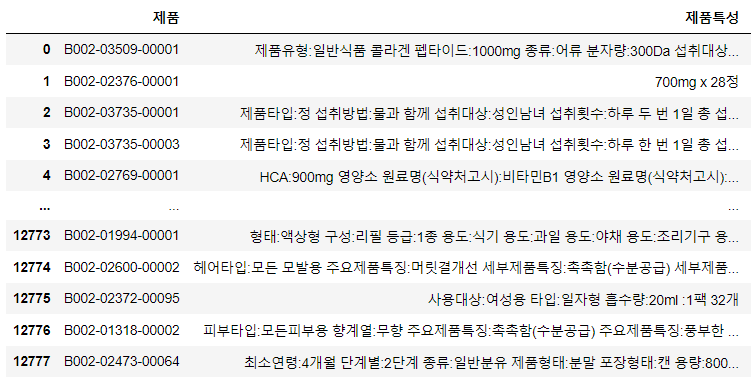 제품 제품특성
0 B002-03509-00001 제품유형:일반식품 콜라겐 펩타이드:1000mg 종류:어류 분자량:300Da 섭취대상...
1 B002-02376-00001 700mg x 28정
2 B002-03735-00001 제품타입:정 섭취방법:물과 함께 섭취대상:성인남녀 섭취횟수:하루 두 번 1일 총 섭...
3 B002-03735-00003 제품타입:정 섭취방법:물과 함께 섭취대상:성인남녀 섭취횟수:하루 한 번 1일 총 섭...
4 B002-02769-00001 HCA:900mg 영양소 원료명(식약처고시):비타민B1 영양소 원료명(식약처고시):...
... ... ...
12773 B002-01994-00001 형태:액상형 구성:리필 등급:1종 용도:식기 용도:과일 용도:야채 용도:조리기구 용...
12774 B002-02600-00002 헤어타입:모든 모발용 주요제품특징:머릿결개선 세부제품특징:촉촉함(수분공급) 세부제품...
12775 B002-02372-00095 사용대상:여성용 타입:일자형 흡수량:20ml :1팩 32개
12776 B002-01318-00002 피부타입:모든피부용 향계열:무향 주요제품특징:촉촉함(수분공급) 주요제품특징:풍부한 ...
12777 B002-02473-00064 최소연령:4개월 단계별:2단계 종류:일반분유 제품형태:분말 포장형태:캔 용량:800...